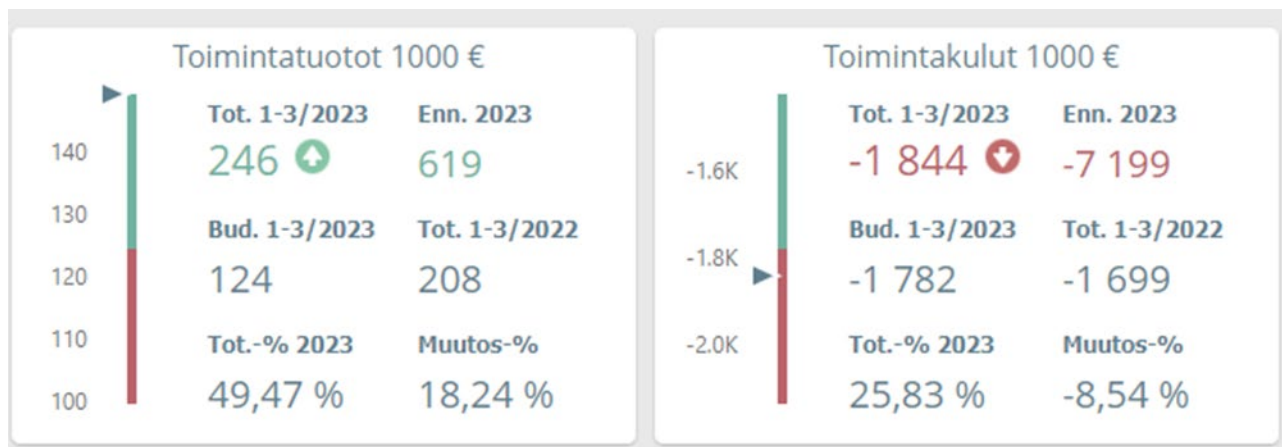 Toimintatuotot 1000 €
140
130
120
110
100
Tot. 1-3/2023 Enn. 2023
246 619
Bud. 1-3/2023 Tot. 1-3/2022
124 208
Tot.-% 2023 Muutos-%
49,47 % 18,24 %
Toimintakulut 1000 €
-1.6K
-1.8K
-2.0K
Tot. 1-3/2023 Enn. 2023
-1 844 -7 199
Bud. 1-3/2023 Tot. 1-3/2022
-1 782 -1 699
Tot.-% 2023 Muutos-%
25,83 % -8,54 %